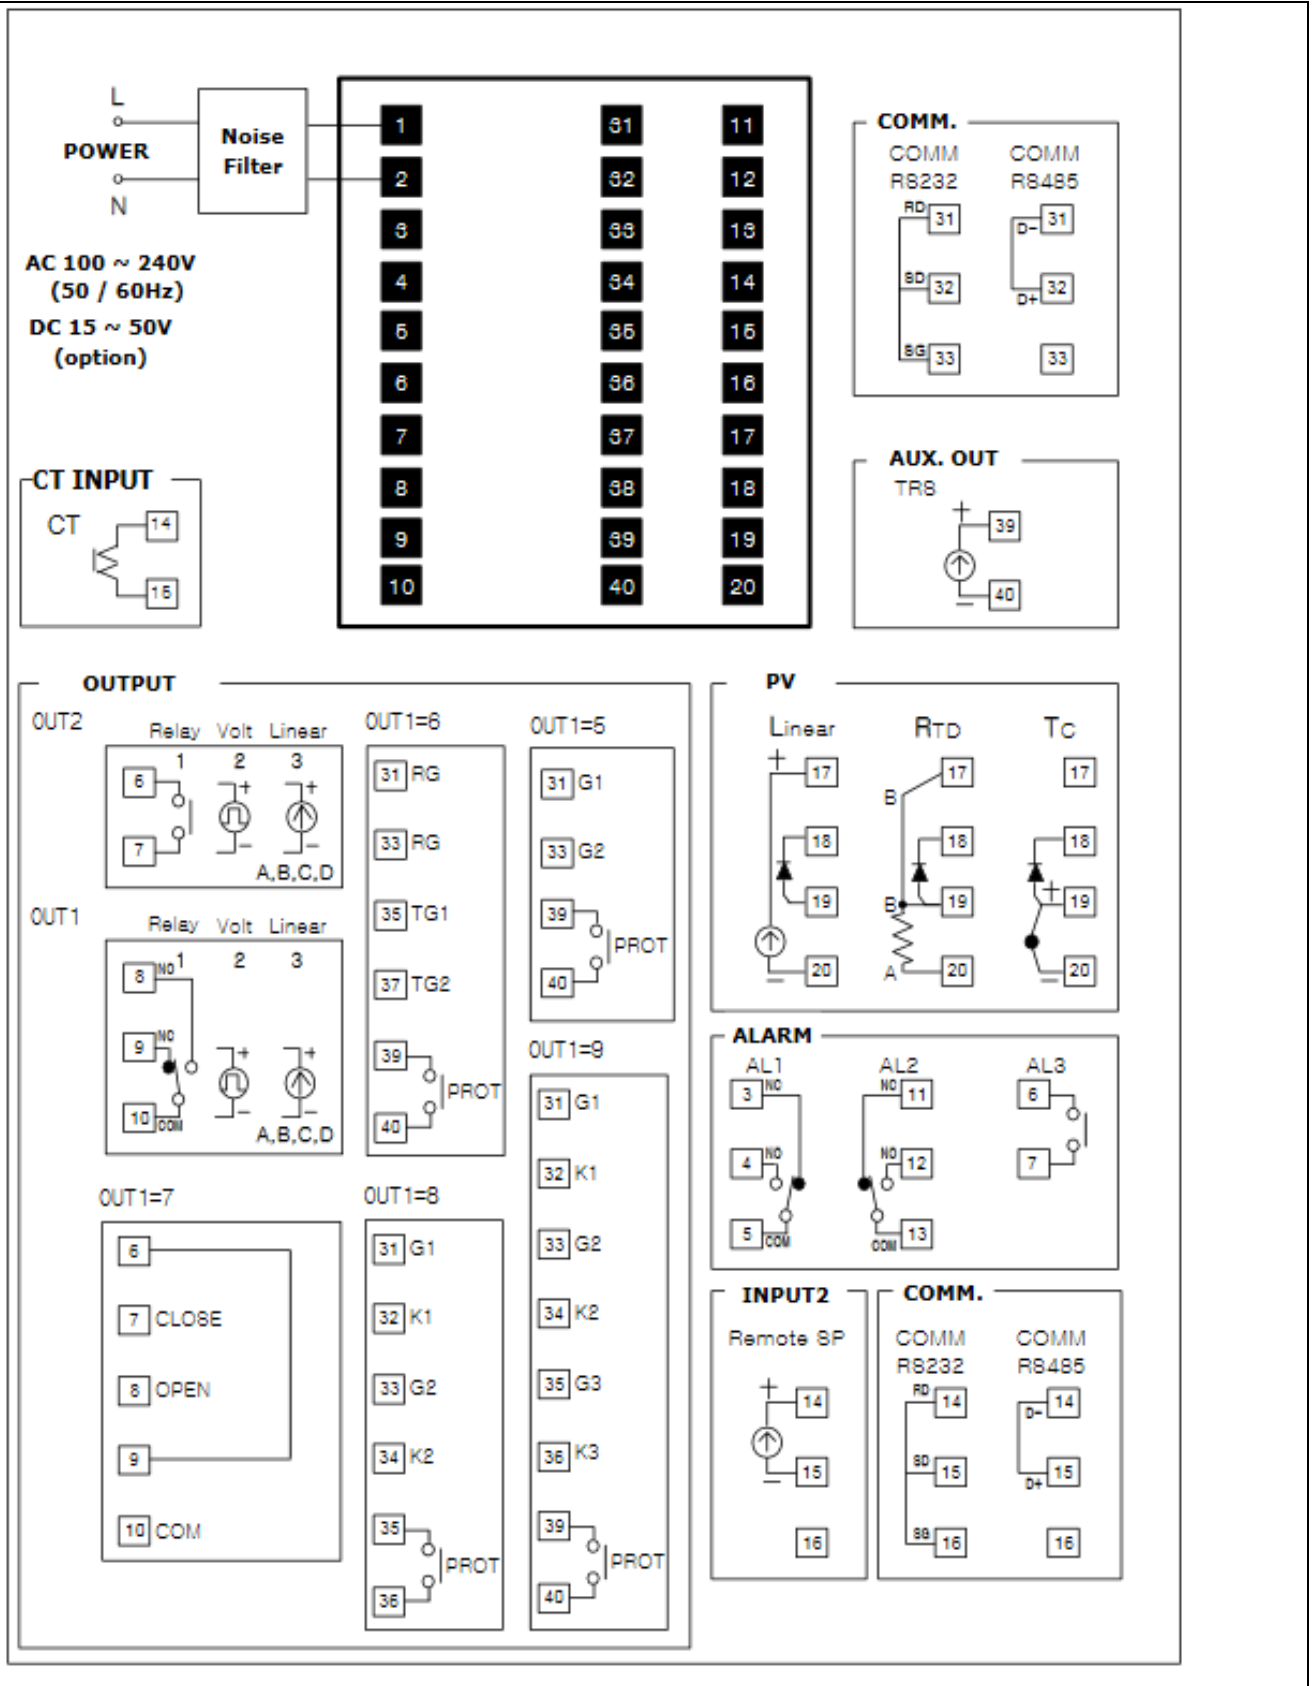 L
POWER
N
Noise
Filter
AC 100 ~ 240V
(50 / 60Hz)
DC 15 ~ 50V
(option)
1 31 11
2 32 12
3 33 13
4 34 14
5 35 15
6 36 16
7 37 17
8 38 18
9 39 19
10 40 20
COMM.
COMM COMM
RS232 RS485
RD 31 D- 31
SD 32 D+ 32
SG 33 33
CT INPUT
CT 14
15
AUX. OUT
TRS
+ 39
- 40
OUTPUT
OUT2
Relay Volt Linear
1 2 3
6 + +
7 - -
A,B,C,D
OUT1
Relay Volt Linear
1 2 3
8 NO
9 NC + +
10 COM - -
A,B,C,D
OUT1=7
6
7 CLOSE
8 OPEN
9
10 COM
OUT1=6
31 RG
33 RG
35 TG1
37 TG2
39
PROT
40
OUT1=8
31 G1
32 K1
33 G2
34 K2
35
PROT
36
OUT1=5
31 G1
33 G2
39
PROT
40
OUT1=9
31 G1
32 K1
33 G2
34 K2
35 G3
36 K3
39
PROT
40
PV
Linear RTD TC
+ 17 17 17
B
18 18 18
19 B 19 + 19
- 20 A 20 - 20
ALARM
AL1 AL2 AL3
3 NC NC 11 6
4 NO NO 12 7
5 COM COM 13
INPUT2
Remote SP
+ 14
- 15
16
COMM.
COMM COMM
RS232 RS485
RD 14 D- 14
SD 15 D+ 15
SG 16 16